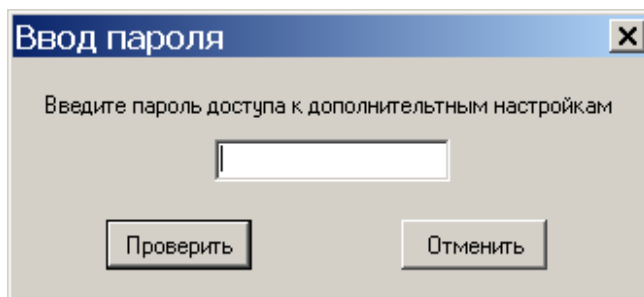 Ввод пароля
Введите пароль доступа к дополнительтным настройкам
Проверить Отменить